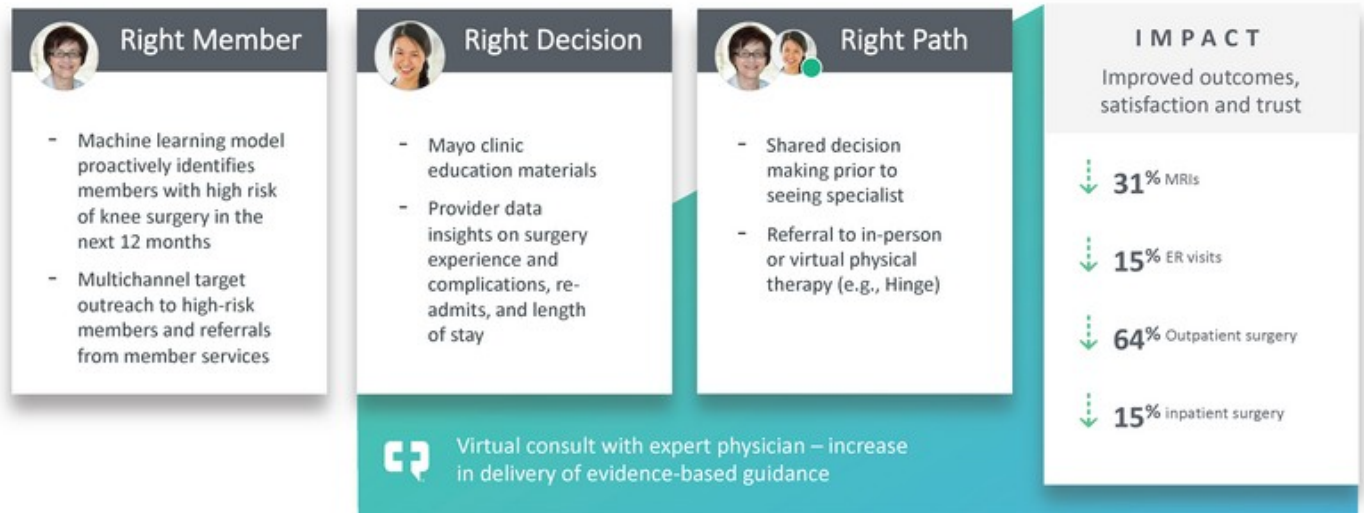 Right Member
- Machine learning model
proactively identifies
members with high risk
of knee surgery in the
next 12 months
- Multichannel target
outreach to high-risk
members and referrals
from member services
Right Decision
- Mayo clinic
education materials
- Provider data
insights on surgery
experience and
complications, re-
admits, and length
of stay
Right Path
- Shared decision
making prior to
seeing specialist
- Referral to in-person
or virtual physical
therapy (e.g., Hinge)
Virtual consult with expert physician – increase
in delivery of evidence-based guidance
IMPACT
Improved outcomes,
satisfaction and trust
31% MRIs
15% ER visits
64% Outpatient surgery
15% inpatient surgery